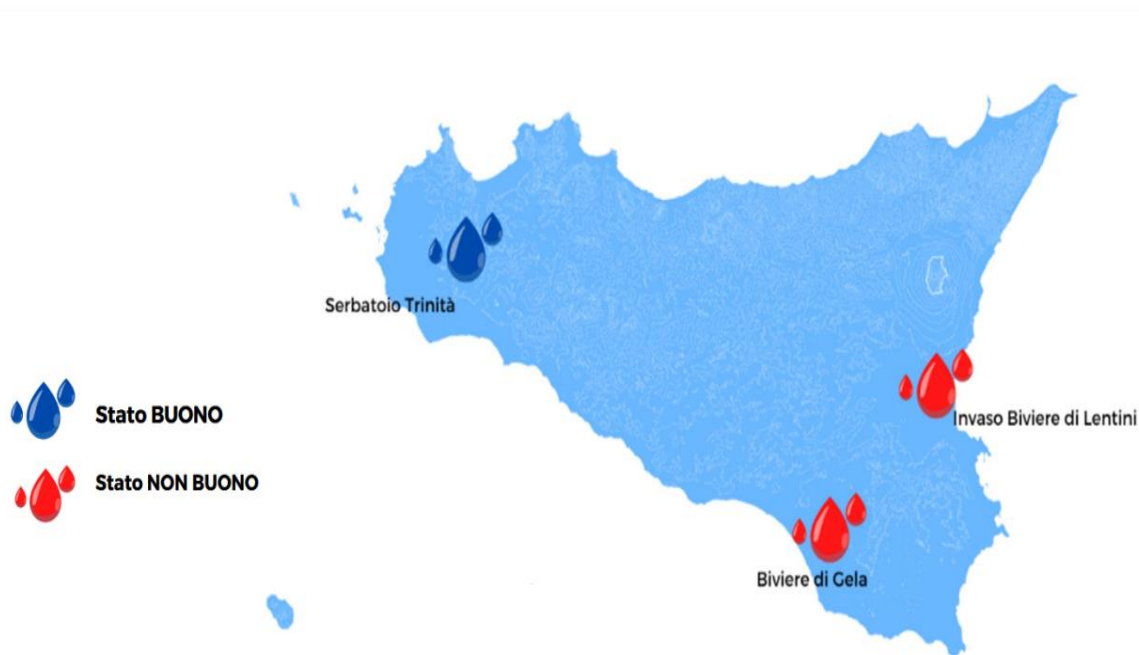 Serbatoio Trinità
Stato BUONO
Invaso Biviere di Lentini
Stato NON BUONO
Biviere di Gela